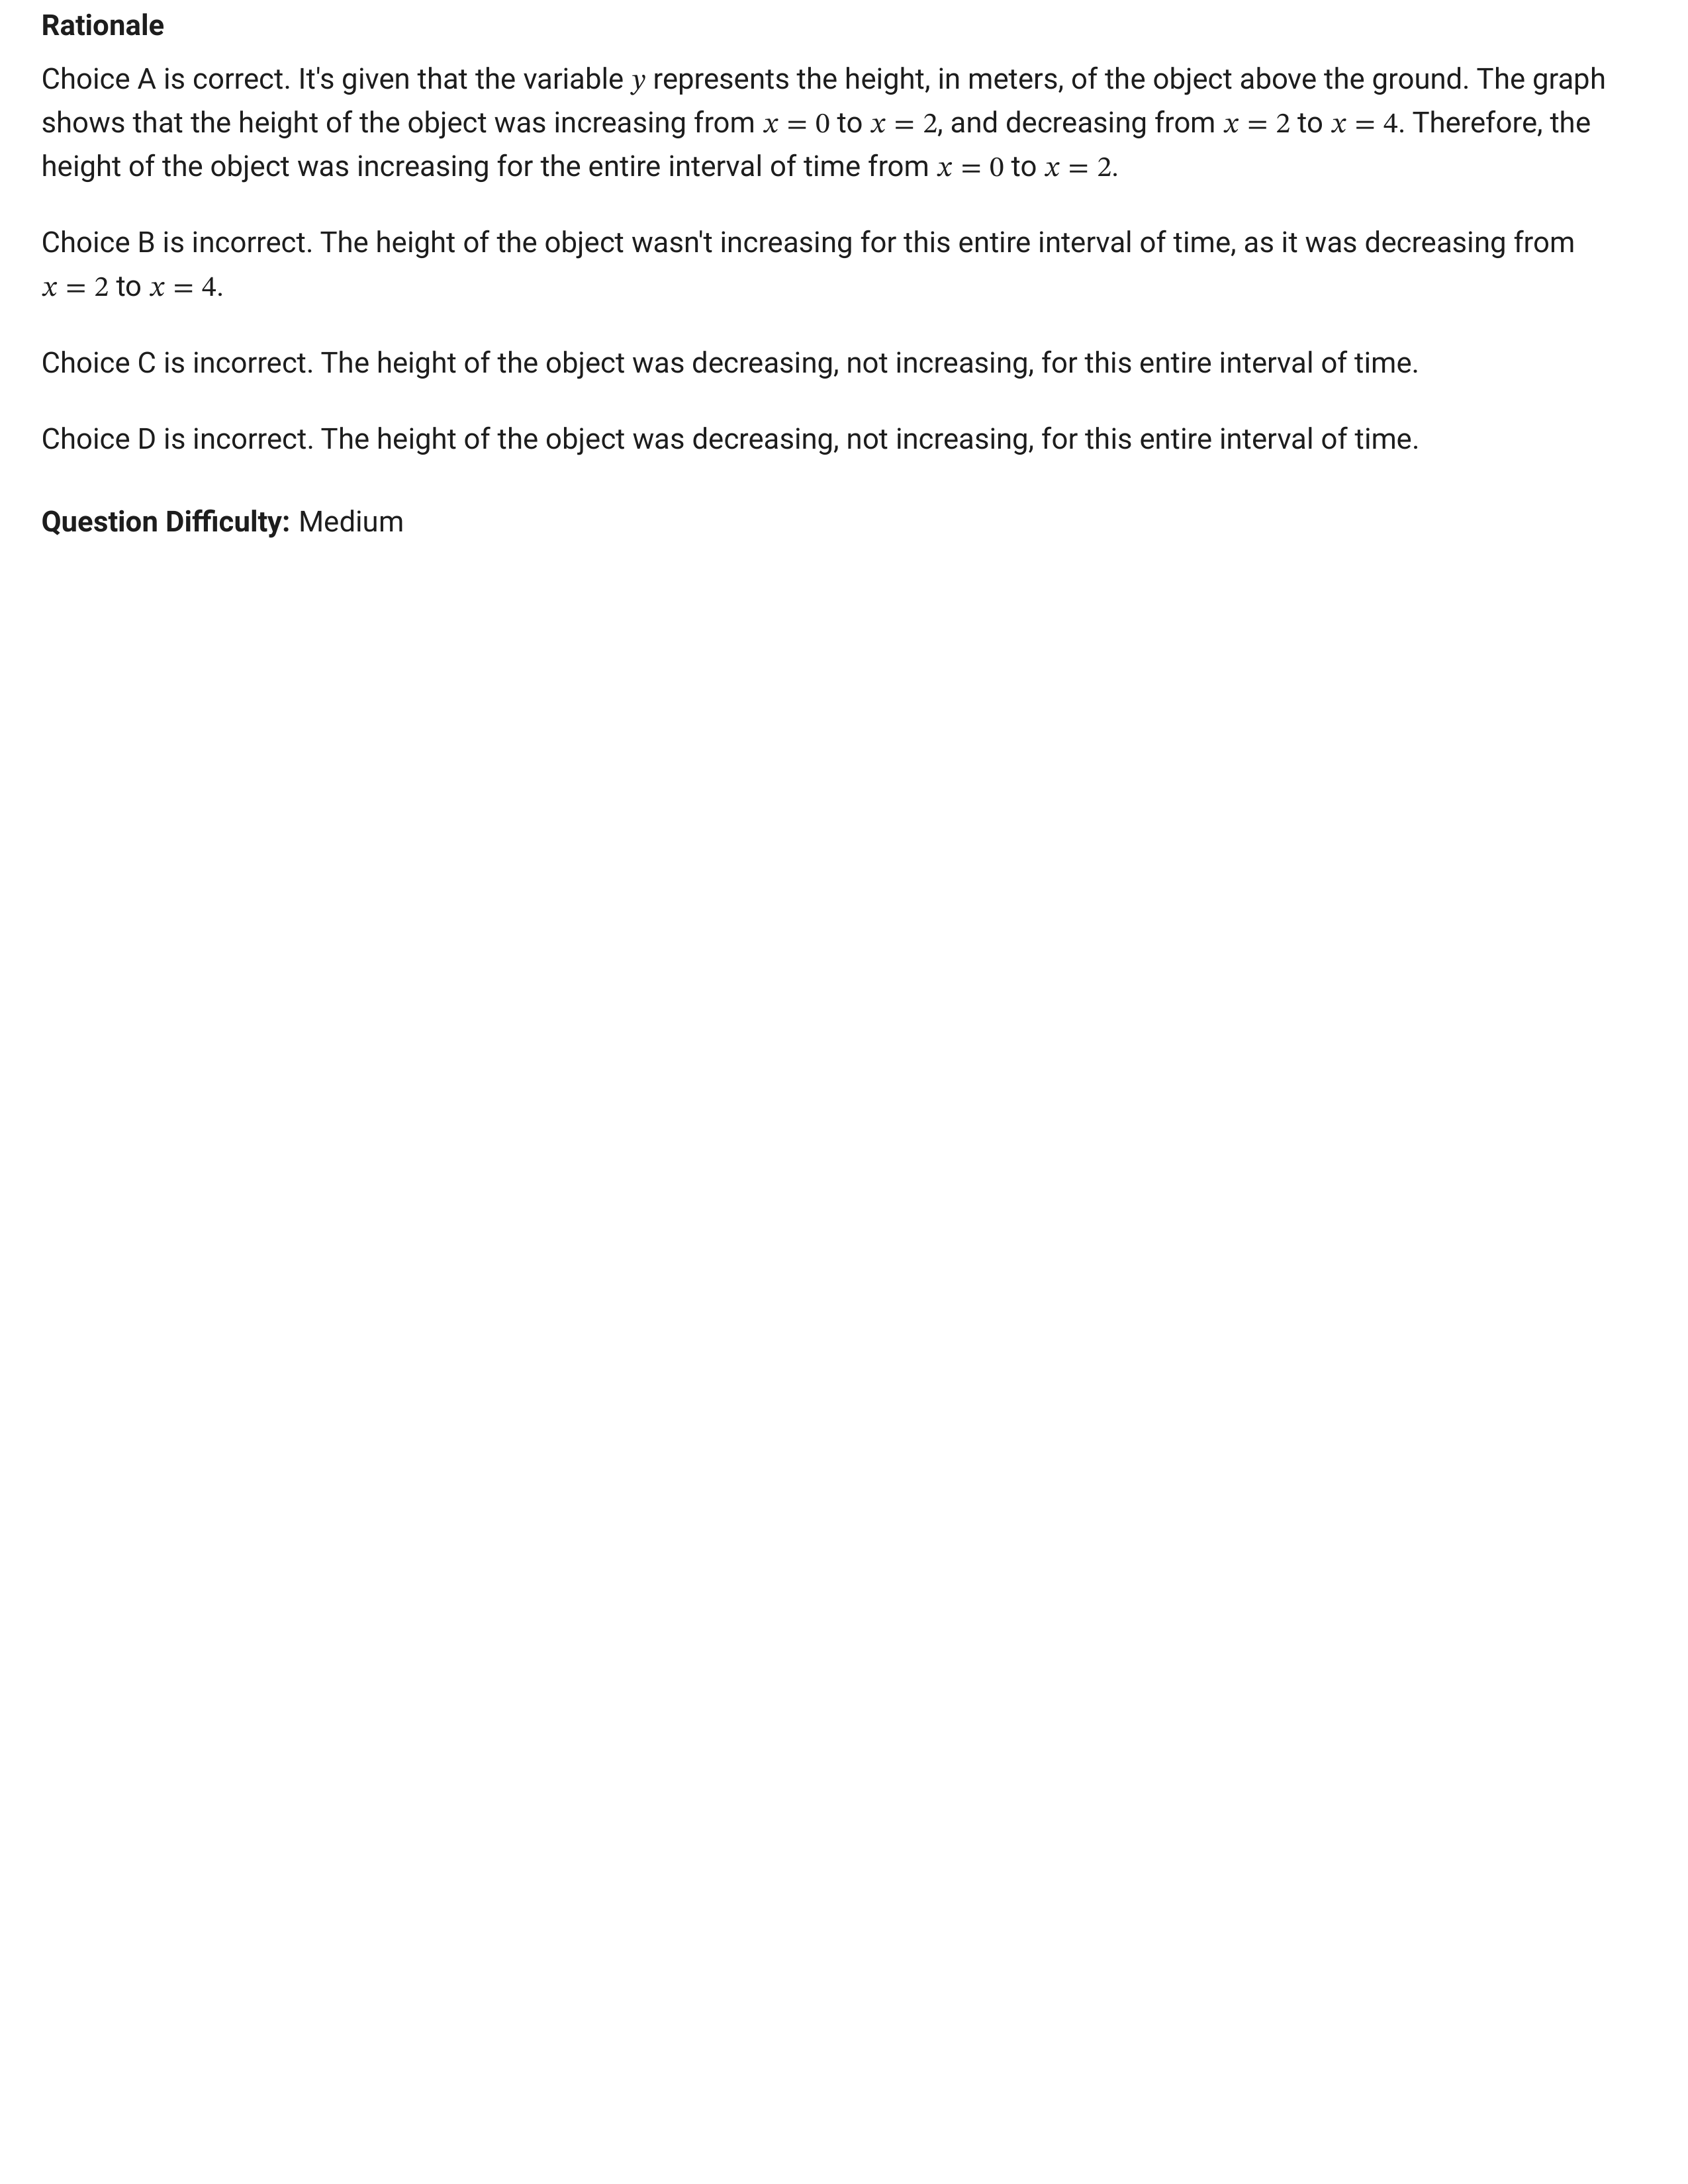 Rationale
Choice A is correct. It's given that the variable y represents the height, in meters, of the object above the ground. The graph
shows that the height of the object was increasing from x = 0 to x = 2, and decreasing from x = 2 to x = 4. Therefore, the
height of the object was increasing for the entire interval of time from x = 0 to x = 2.
Choice B is incorrect. The height of the object wasn't increasing for this entire interval of time, as it was decreasing from
x = 2 to x = 4.
Choice C is incorrect. The height of the object was decreasing, not increasing, for this entire interval of time.
Choice D is incorrect. The height of the object was decreasing, not increasing, for this entire interval of time.
Question Difficulty: Medium